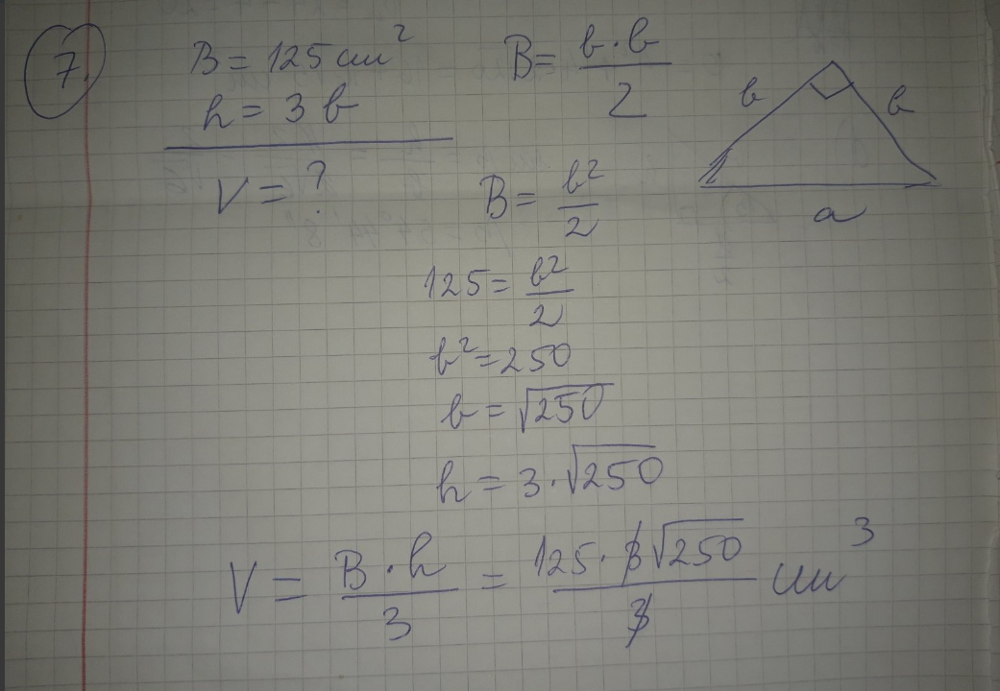 7.
B = 125 cm² B = b·b/2
h = 3b
V = ? B = b²/2
b b
a
125 = b²/2
b² = 250
b = √250
h = 3·√250
V = B·h/3 = 125·3√250/3 cm³